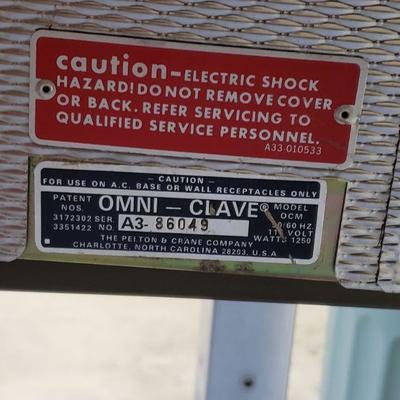 caution-ELECTRIC SHOCK
HAZARD! DO NOT REMOVE COVER
OR BACK. REFER SERVICING TO
QUALIFIED SERVICE PERSONNEL.
A33-010533
— CAUTION —
FOR USE ON A.C. BASE OR WALL RECEPTACLES ONLY
PATENT NOS. OMNI-CLAVE® MODEL OCM
3172302 SER. A3-86049 50/60 HZ
3351422 NO. 110 VOLT
THE PELTON & CRANE COMPANY WATTS 1250
CHARLOTTE, NORTH CAROLINA 28203, U.S.A